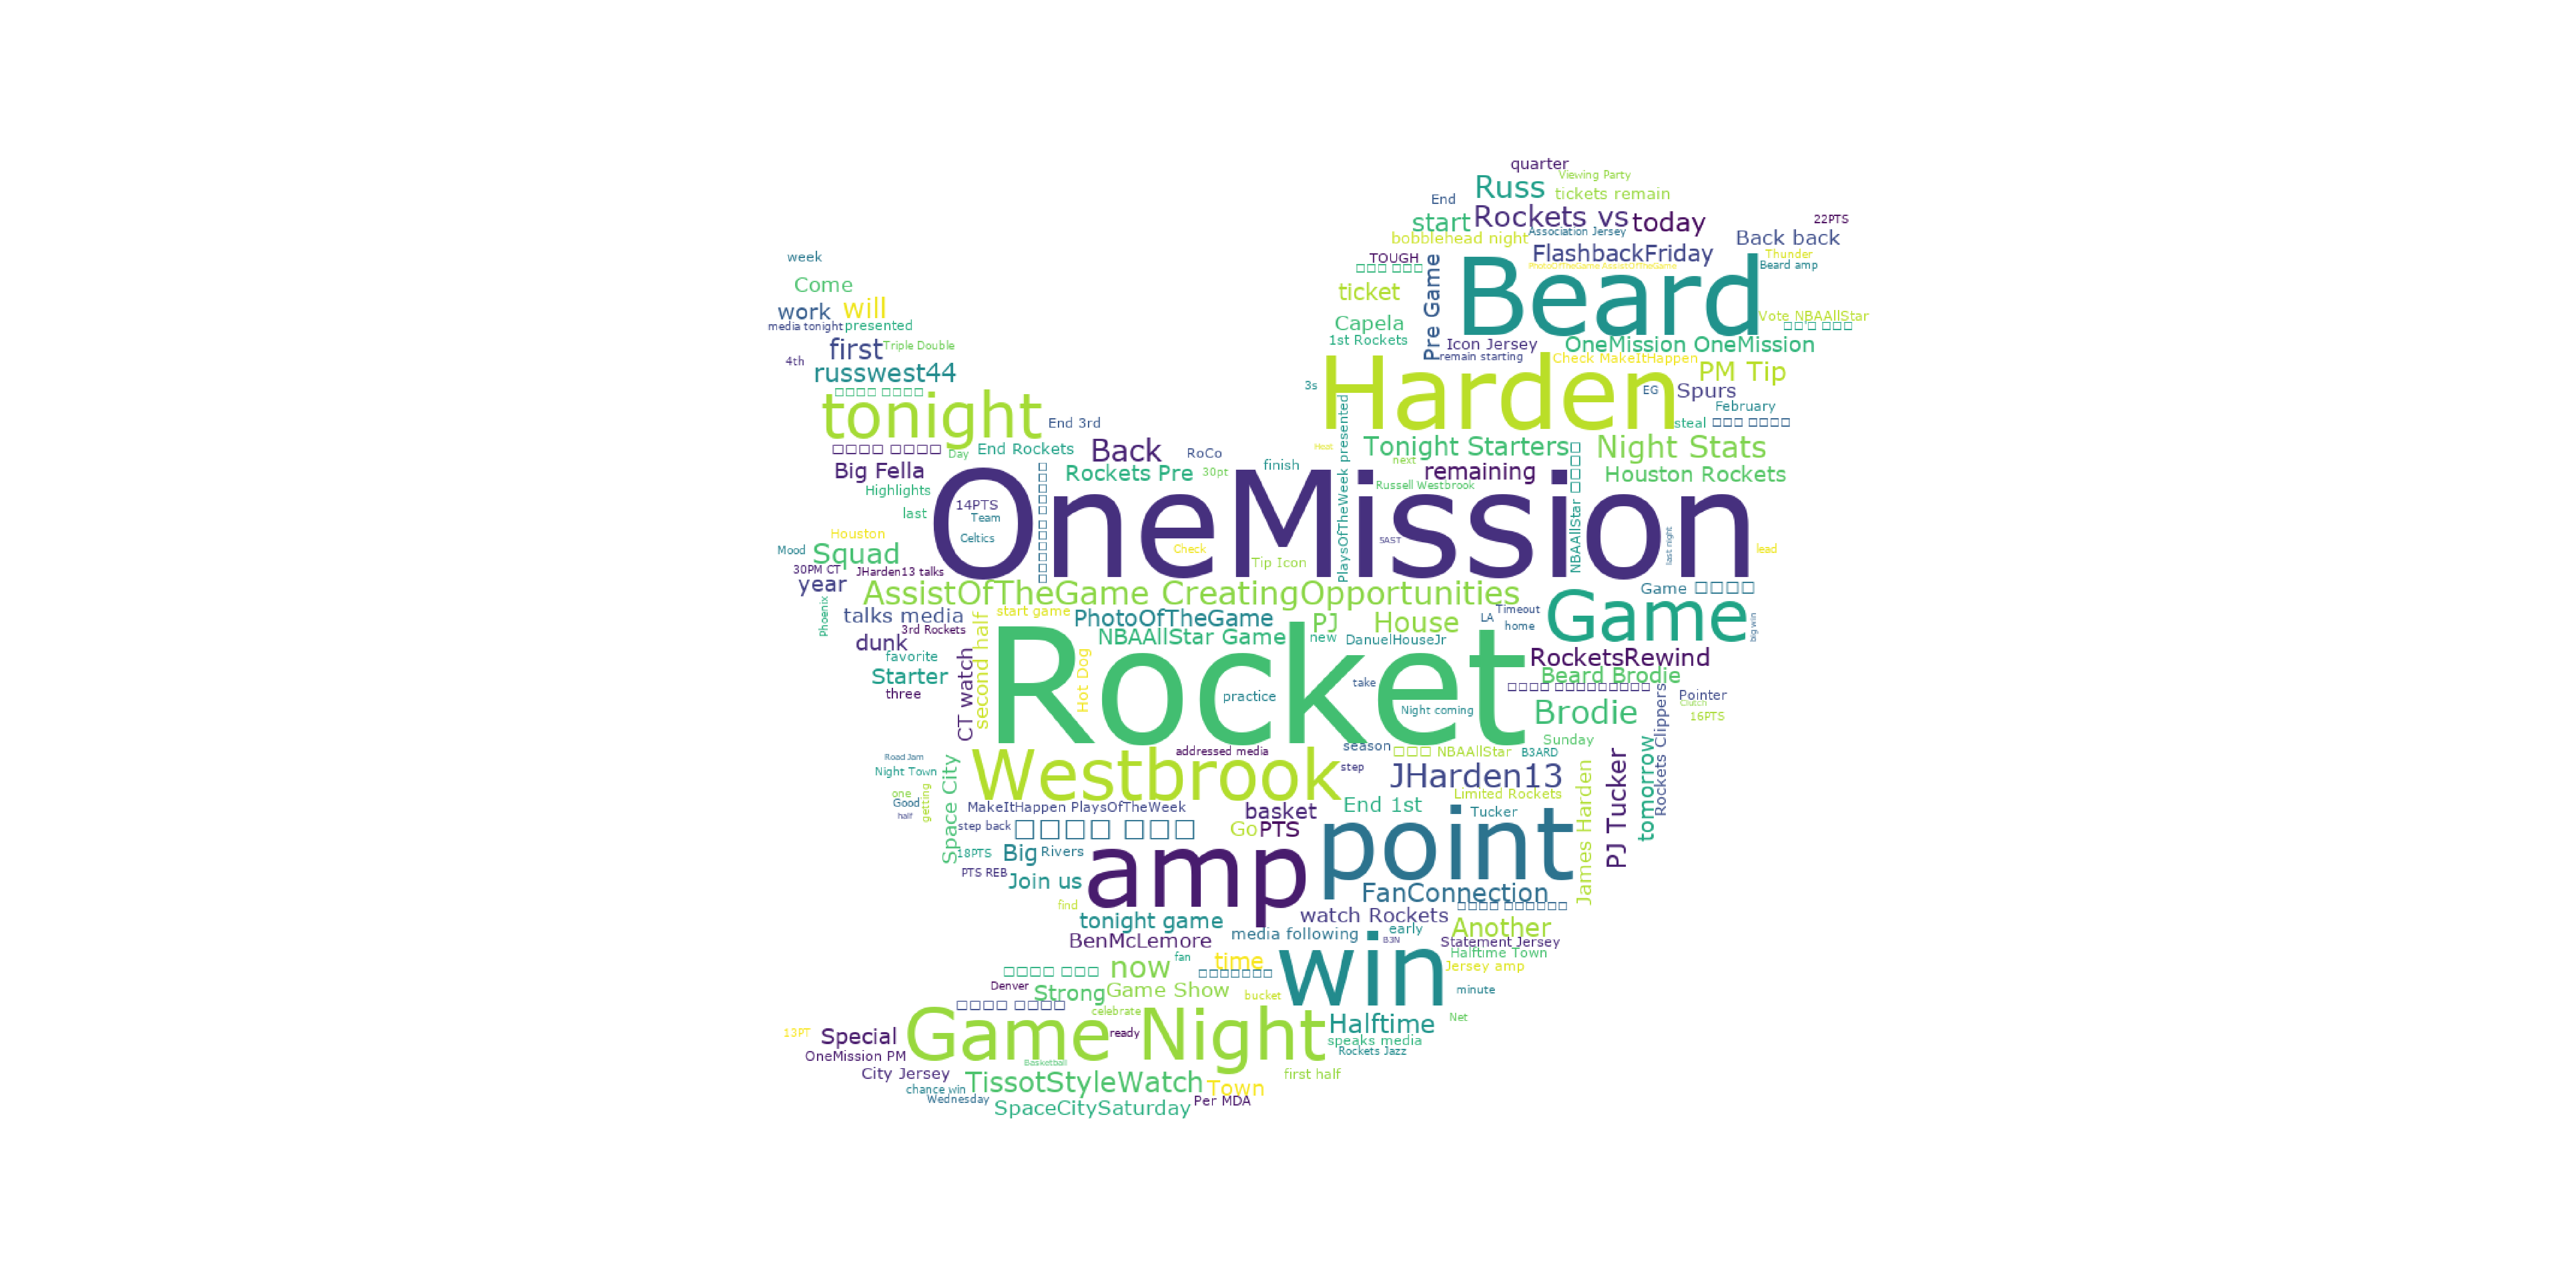 quarter
Viewing Party
Russ tickets remain
End
start Rockets vs today 22PTS
bobblehead night Association Jersey Back back
TOUGH FlashbackFriday Thunder
PhotoOfTheGame AssistOfTheGame Beard amp
week
Come
work will
media tonight presented
ticket Pre Game Beard
Capela Vote NBAAllStar
1st Rockets Icon Jersey OneMission OneMission
first Triple Double
remain starting Check MakeItHappen PM Tip
4th
russwest44
3s Harden EG Spurs
February
tonight End 3rd steal
Back RoCo Tonight Starters Night Stats
Day End Rockets Hoot
Big Fella Rockets Pre 30pt finish next remaining Houston Rockets
Highlights Russell Westbrook
14PTS
last Team OneMission
PlaysOfTheWeek presented
NBAAllStar
last night
Houston Celtics SAST
Mood Squad Check lead
30PM CT JHarden13 talks Tip Icon
year AssistOfTheGame CreatingOpportunities Game
Phoenix talks media start game PhotoOfTheGame PJ House LA Timeout Game
3rd Rockets home big win
dunk NBAAllStar Game new DanuelHouseJr
favorite second half RocketsRewind
Starter Hot Dog Rocket Beard Brodie
three CT watch practice take
Night coming Brodie Pointer
Clutch
16PTS
Rockets Clippers
addressed media season NBAAllStar B3ARD Sunday
Road Jam
Night Town Space City Westbrook step JHarden13
one
Good getting
half
MakeItHappen PlaysOfTheWeek basket End 1st Limited Rockets James Harden PJ Tucker tomorrow
step back Go PTS Tucker
18PTS Big Rivers amp point
PTS REB Join us FanConnection
find
tonight game watch Rockets Another
BenMcLemore media following early B3N Statement Jersey
fan Halftime Town
now time win Jersey amp
Denver Strong Game Show bucket minute
celebrate
13PT Special Game Night ready Halftime Net
OneMission PM speaks media
City Jersey Basketball Rockets Jazz
chance win TissotStyleWatch Town first half
Wednesday SpaceCitySaturday Per MDA